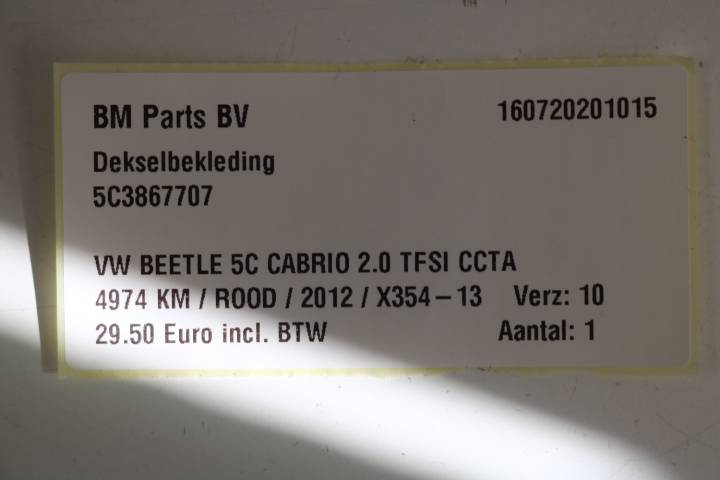 BM Parts BV 160720201015
Dekselbekleding
5C3867707
VW BEETLE 5C CABRIO 2.0 TFSI CCTA
4974 KM / ROOD / 2012 / X354-13 Verz: 10
29.50 Euro incl. BTW Aantal: 1